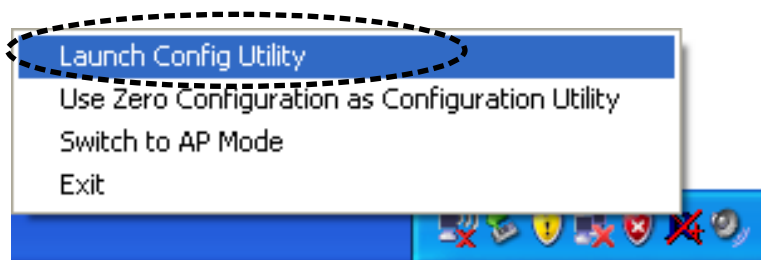 Launch Config Utility
Use Zero Configuration as Configuration Utility
Switch to AP Mode
Exit